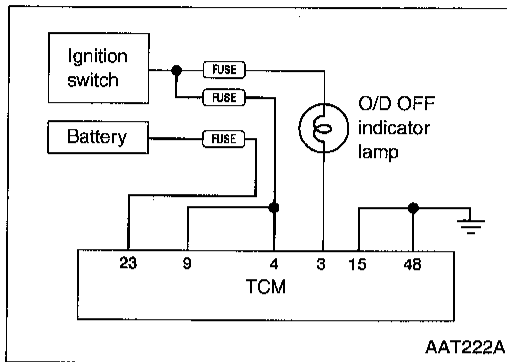 Ignition
switch
FUSE
FUSE
O/D OFF
indicator
lamp
Battery
FUSE
23 9 4 3 15 48
TCM
AAT222A